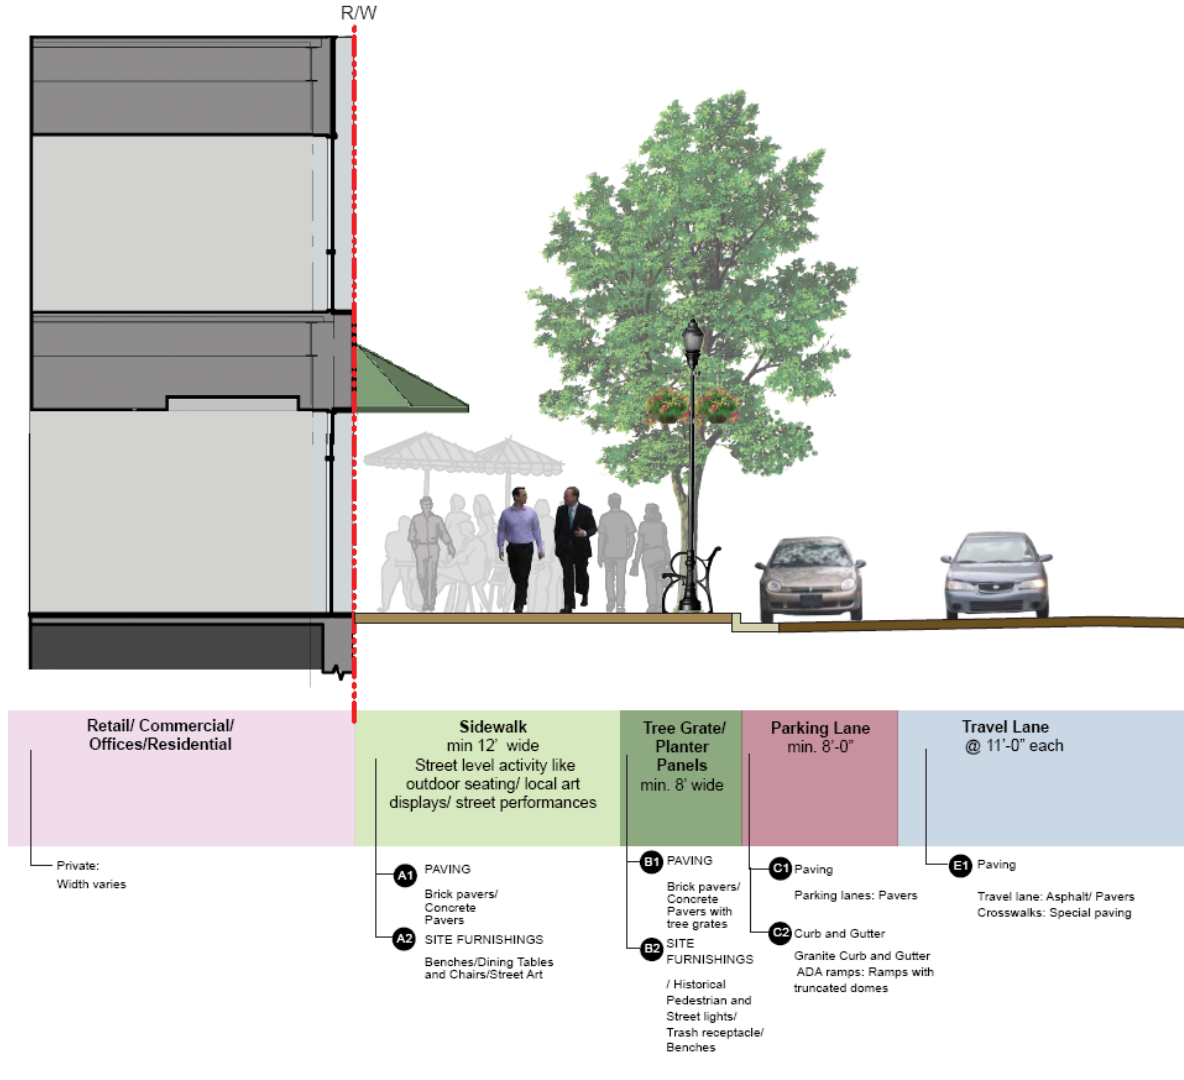 R/W
Retail/ Commercial/
Offices/Residential
Private:
Width varies
Sidewalk
min 12’ wide
Street level activity like
outdoor seating/ local art
displays/ street performances
A1 PAVING
Brick pavers/
Concrete
Pavers
A2 SITE FURNISHINGS
Benches/Dining Tables
and Chairs/Street Art
Tree Grate/
Planter
Panels
min. 8’ wide
B1 PAVING
Brick pavers/
Concrete
Pavers with
tree grates
B2 SITE
FURNISHINGS
/ Historical
Pedestrian and
Street lights/
Trash receptacle/
Benches
Parking Lane
min. 8’-0”
C1 Paving
Parking lanes: Pavers
C2 Curb and Gutter
Granite Curb and Gutter
ADA ramps: Ramps with
truncated domes
Travel Lane
@ 11’-0” each
E1 Paving
Travel lane: Asphalt/ Pavers
Crosswalks: Special paving